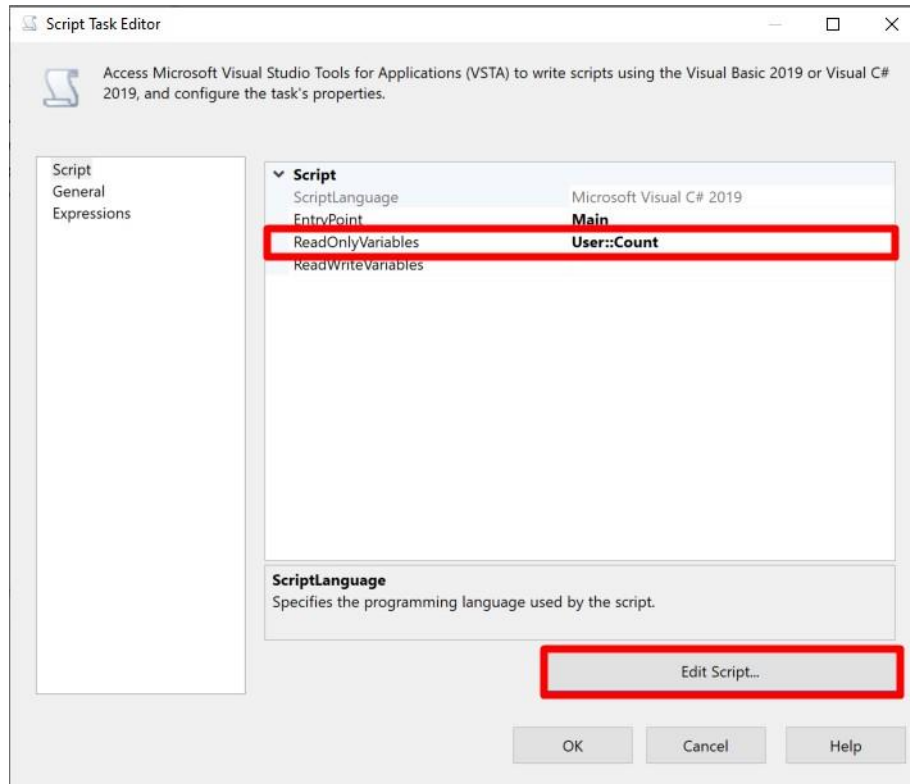 Script Task Editor
Access Microsoft Visual Studio Tools for Applications (VSTA) to write scripts using the Visual Basic 2019 or Visual C#
2019, and configure the task's properties.
Script
General
Expressions
Script
ScriptLanguage Microsoft Visual C# 2019
EntryPoint Main
ReadOnlyVariables User::Count
ReadWriteVariables
ScriptLanguage
Specifies the programming language used by the script.
Edit Script...
OK Cancel Help